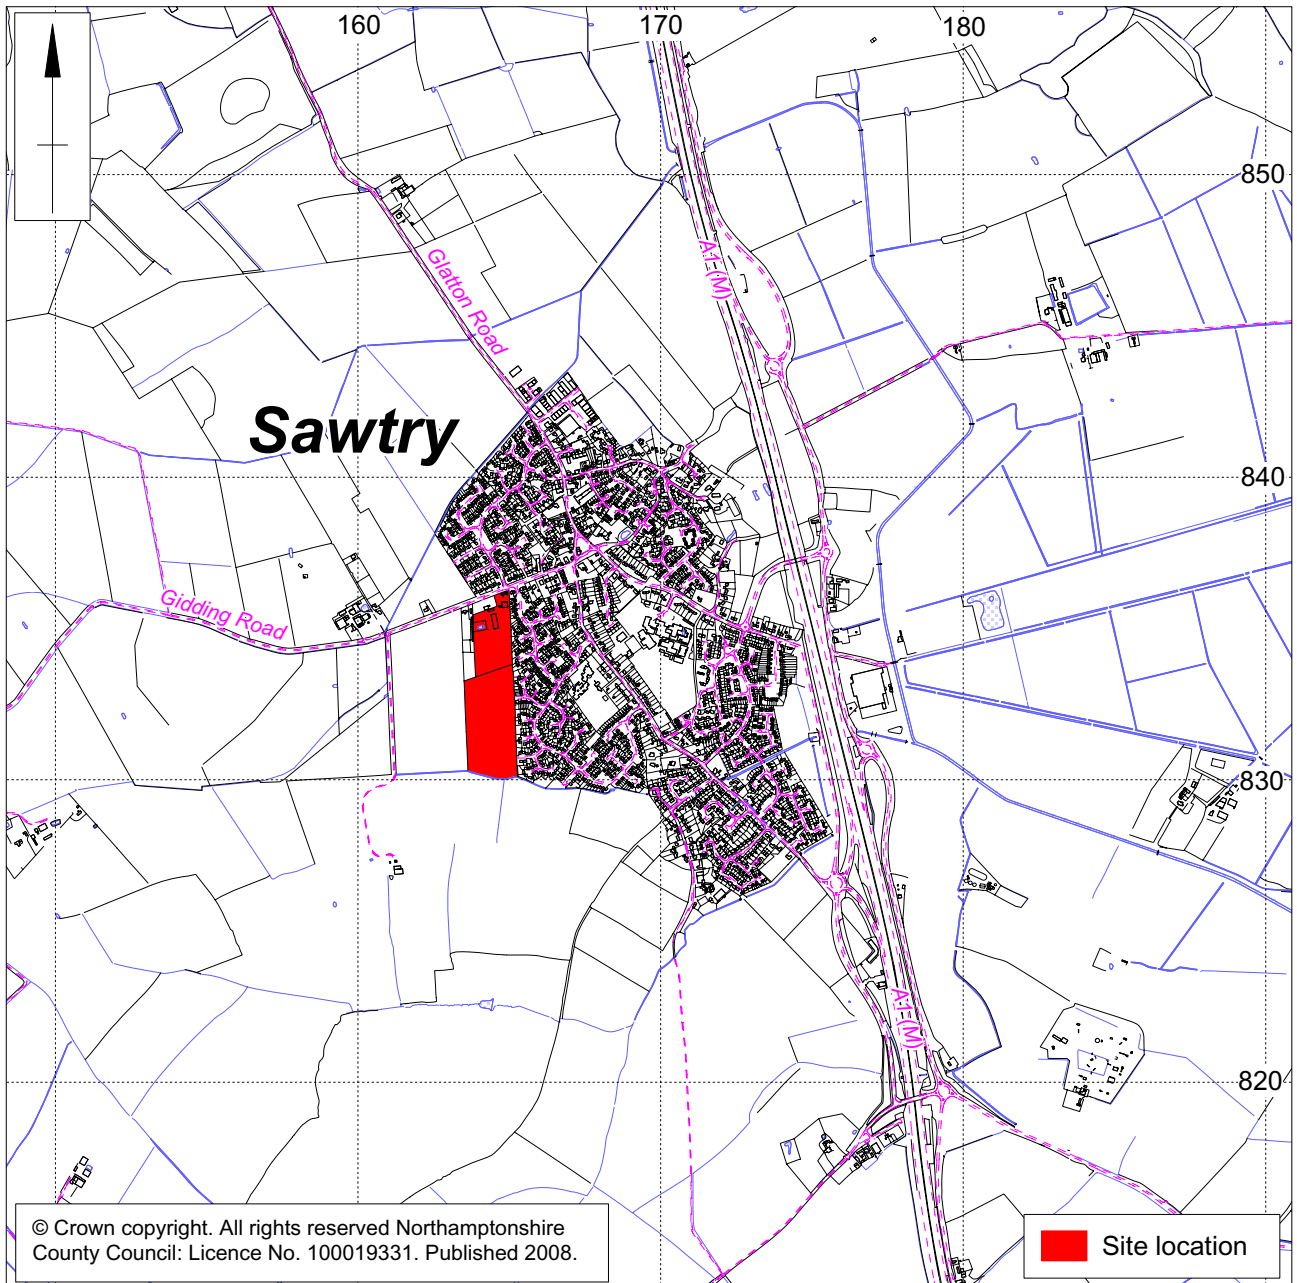 160
170
180
850
Glatton Road
A1 (M)
Sawtry
840
Gidding Road
830
A1 (M)
820
© Crown copyright. All rights reserved Northamptonshire
County Council: Licence No. 100019331. Published 2008.
Site location